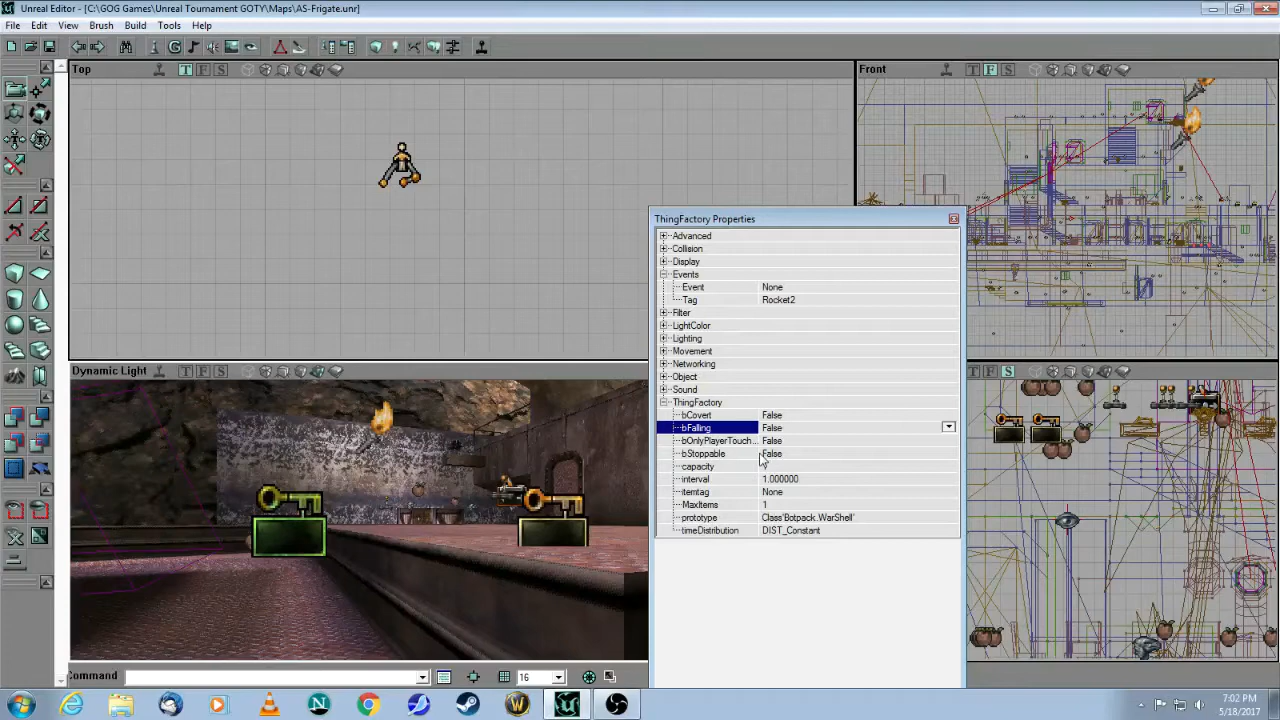 Unreal Editor - [C:\GOG Games\Unreal Tournament GOTY\Maps\AS-Frigate.unr]
File Edit View Brush Build Tools Help
Top
T F S
Front
T F S
ThingFactory Properties
Advanced
Collision
Display
Events
Event None
Tag Rocket2
Filter
LightColor
Lighting
Movement
Networking
Object
Sound
ThingFactory
bCovert False
bFalling False
bOnlyPlayerTouch... False
bStoppable False
capacity
interval 1.000000
itemtag None
MaxItems 1
prototype Class'Botpack.WarShell'
timeDistribution DIST_Constant
Dynamic Light
T F S
T F S
Command
16
7:02 PM
5/18/2017